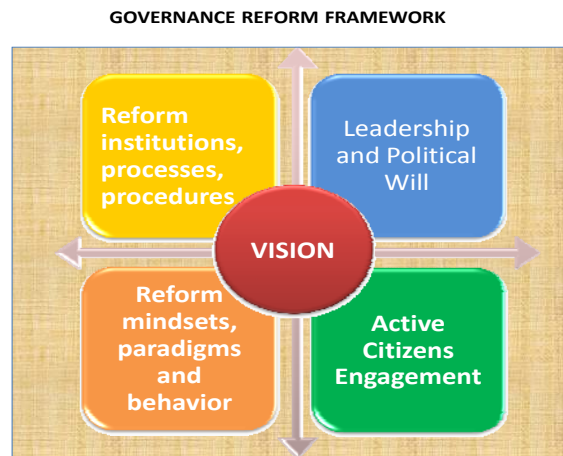 GOVERNANCE REFORM FRAMEWORK
Reform
institutions,
processes,
procedures
Leadership
and Political
Will
VISION
Reform
mindsets,
paradigms
and
behavior
Active
Citizens
Engagement